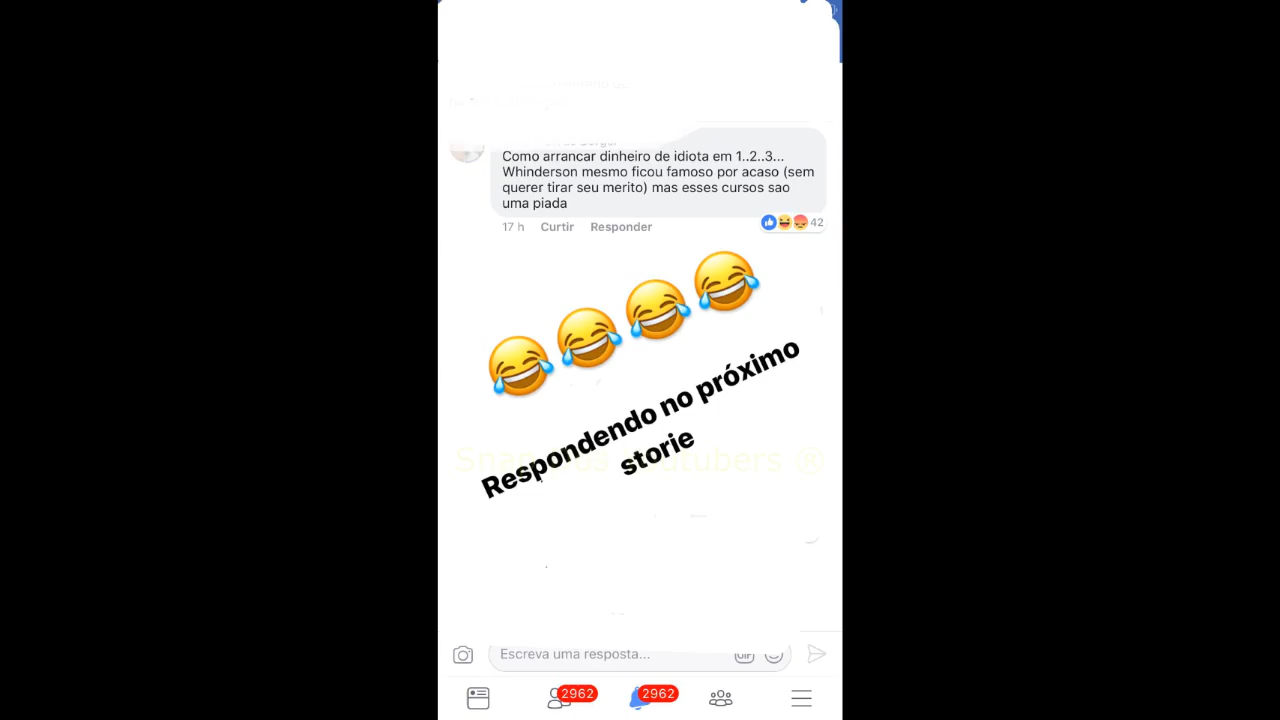 Como arrancar dinheiro de idiota em 1..2..3...
Whinderson mesmo ficou famoso por acaso (sem
querer tirar seu merito) mas esses cursos sao
uma piada
17 h Curtir Responder
42
Respondendo no próximo
storie
Escreva uma resposta...
GIF
2962
2962